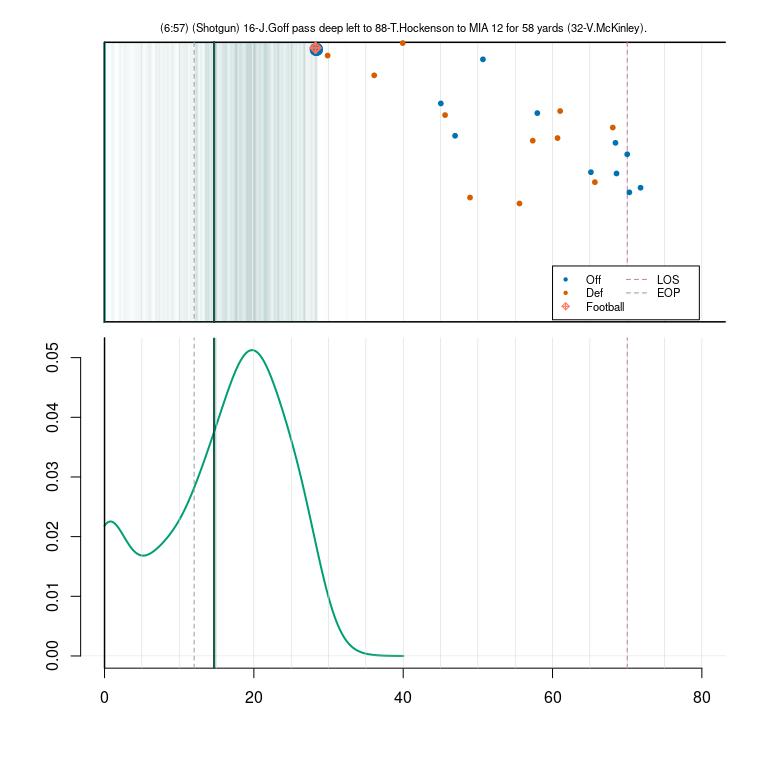 (6:57) (Shotgun) 16-J.Goff pass deep left to 88-T.Hockenson to MIA 12 for 58 yards (32-V.McKinley).
Off LOS
Def EOP
Football
0.05
0.04
0.03
0.02
0.01
0.00
0 20 40 60 80